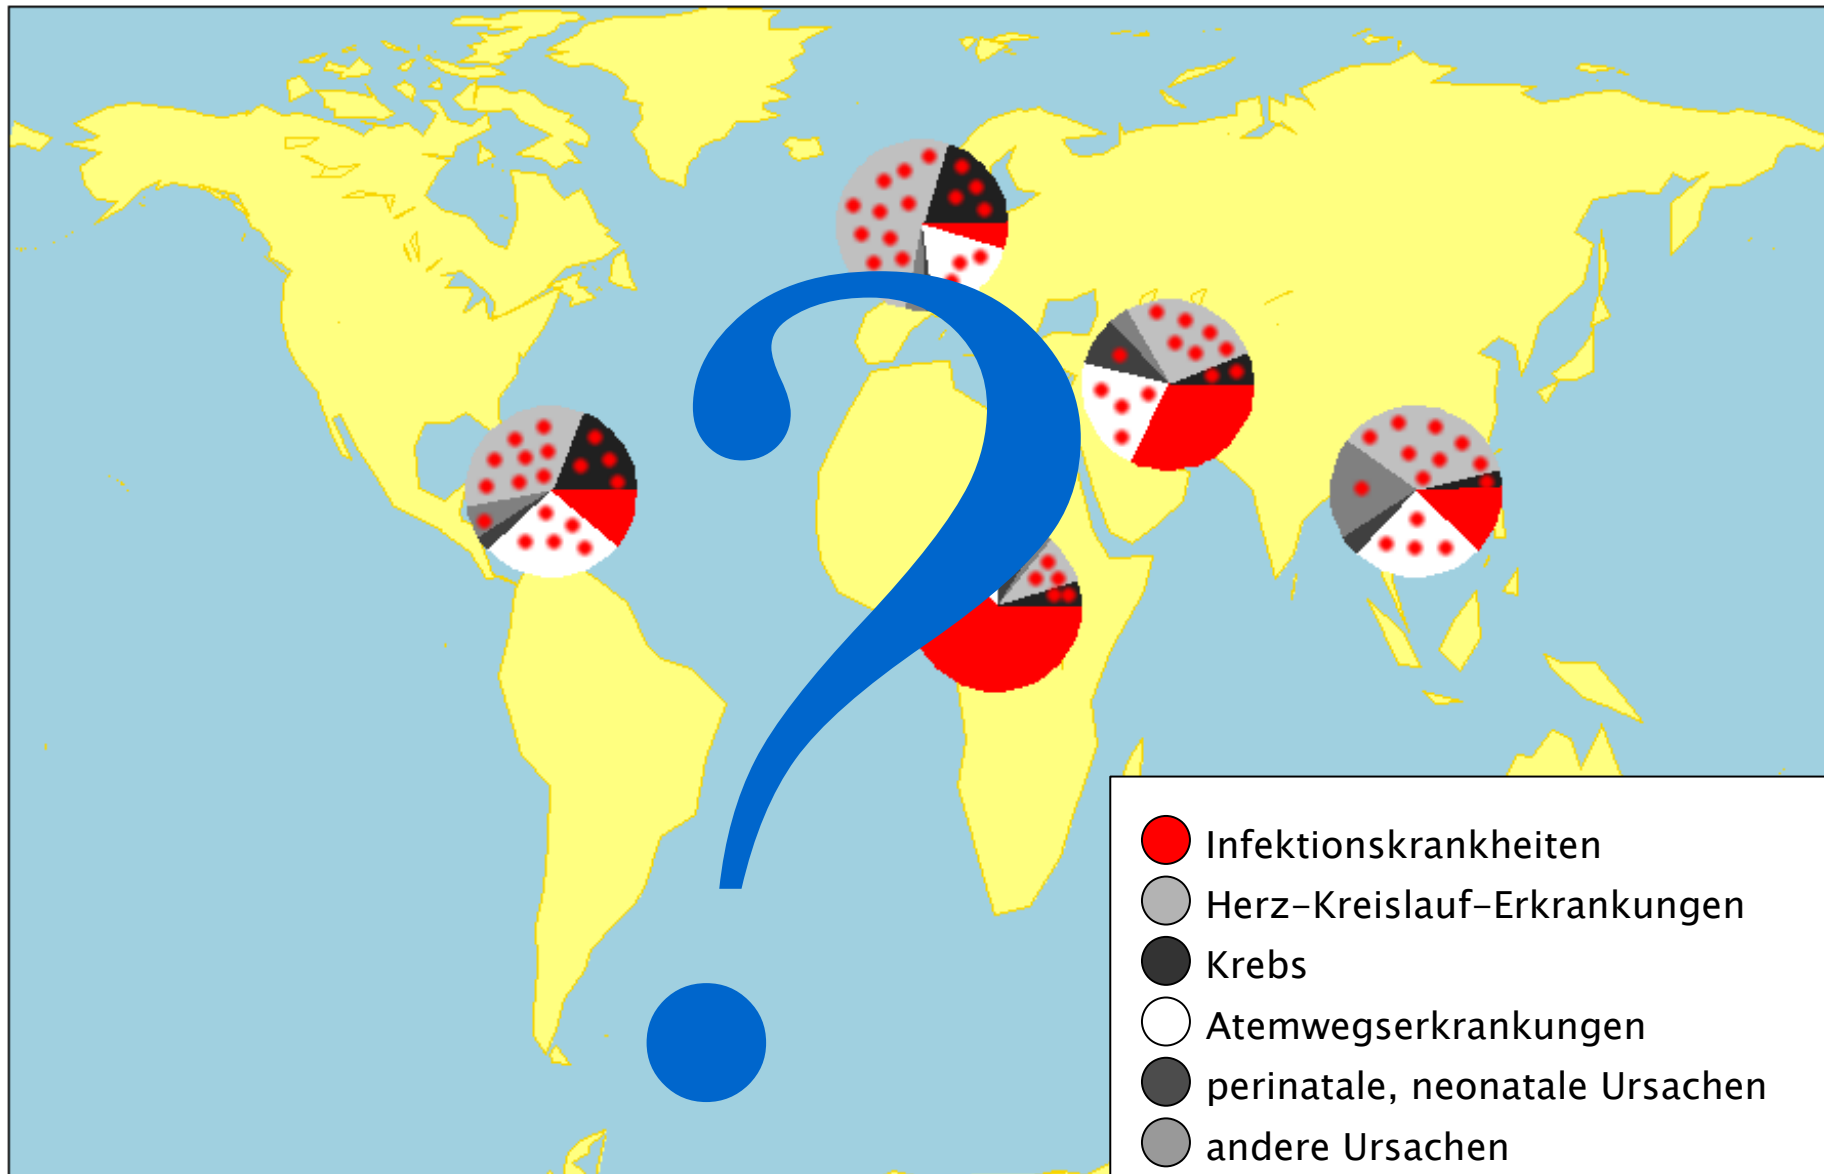 ?
Infektionskrankheiten
Herz-Kreislauf-Erkrankungen
Krebs
Atemwegserkrankungen
perinatale, neonatale Ursachen
andere Ursachen